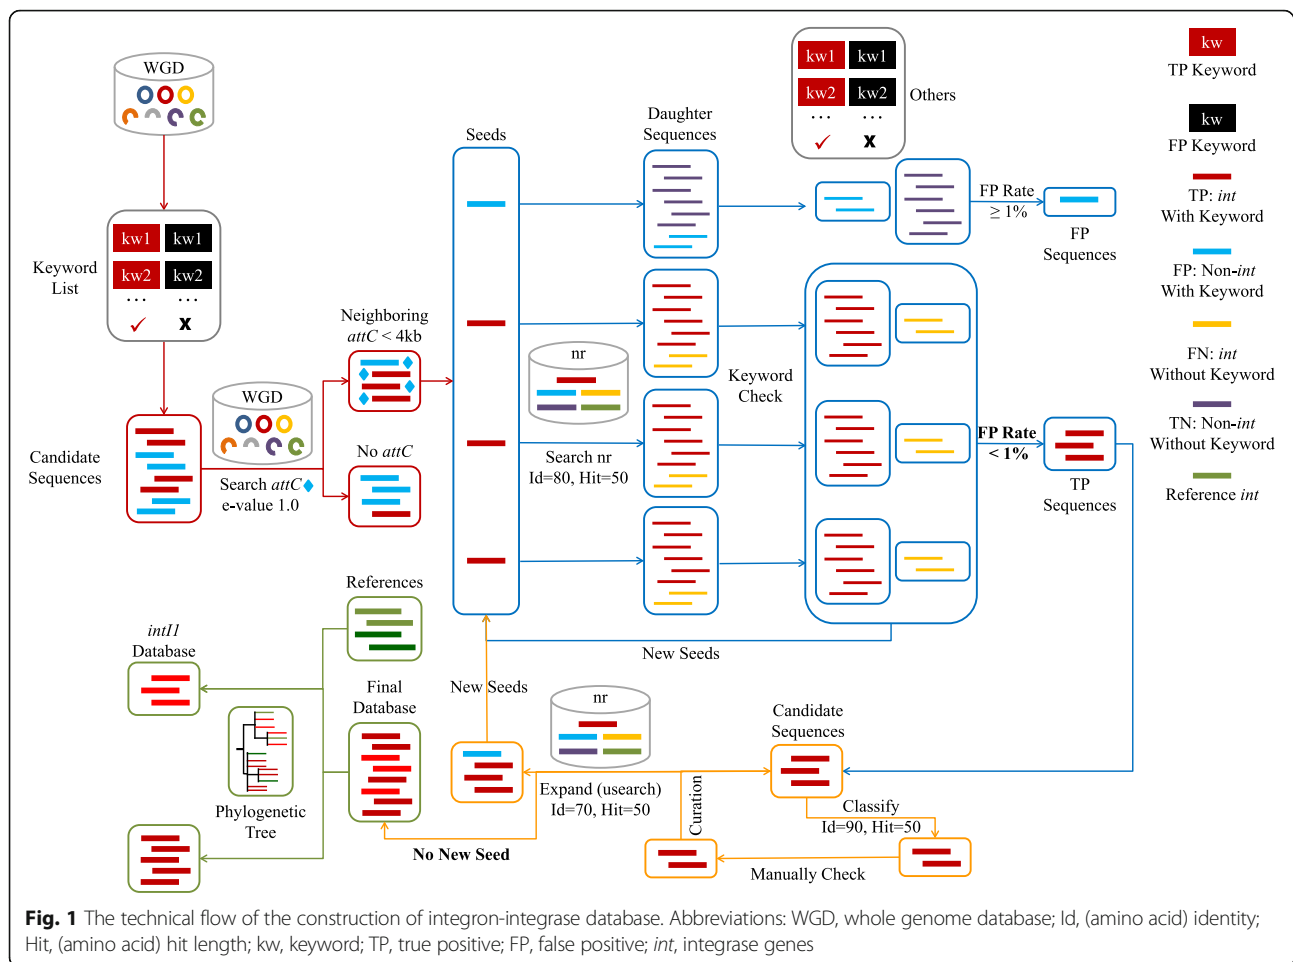 WGD
kw1 kw1
kw2 kw2
... ...
✓ x
Keyword
List
Candidate
Sequences
WGD
Search attC
e-value 1.0
Neighboring
attC < 4kb
No attC
Seeds
Daughter
Sequences
nr
Search nr
Id=80, Hit=50
Keyword
Check
kw1 kw1
kw2 kw2
... ...
✓ x
Others
FP Rate
≥ 1%
FP
Sequences
FP Rate
< 1%
TP
Sequences
New Seeds
kw
TP Keyword
kw
FP Keyword
TP: int
With Keyword
FP: Non-int
With Keyword
FN: int
Without Keyword
TN: Non-int
Without Keyword
Reference int
References
intI1
Database
Final
Database
Phylogenetic
Tree
New Seeds
nr
Expand (usearch)
Id=70, Hit=50
No New Seed
Curation
Candidate
Sequences
Classify
Id=90, Hit=50
Manually Check
Fig. 1 The technical flow of the construction of integron-integrase database. Abbreviations: WGD, whole genome database; Id, (amino acid) identity;
Hit, (amino acid) hit length; kw, keyword; TP, true positive; FP, false positive; int, integrase genes